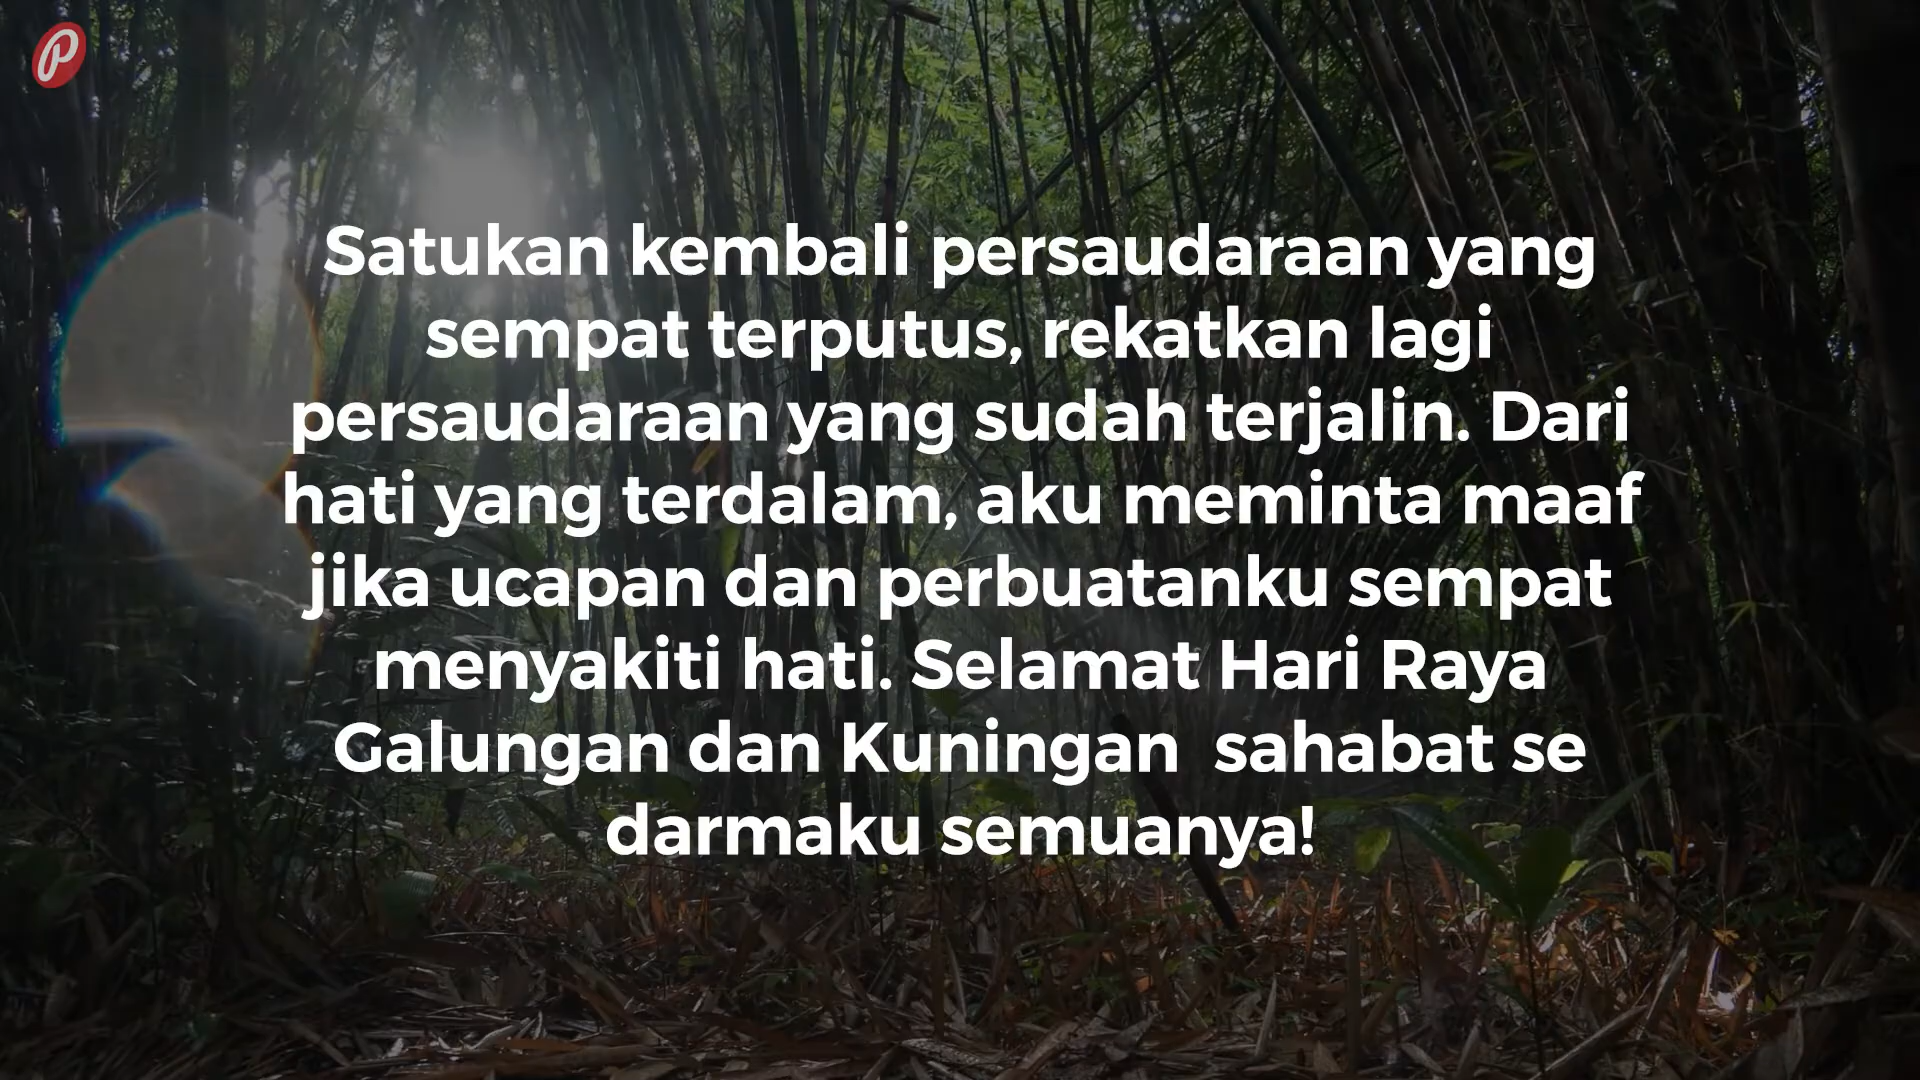 Satukan kembali persaudaraan yang
sempat terputus, rekatkan lagi
persaudaraan yang sudah terjalin. Dari
hati yang terdalam, aku meminta maaf
jika ucapan dan perbuatanku sempat
menyakiti hati. Selamat Hari Raya
Galungan dan Kuningan  sahabat se
darmaku semuanya!